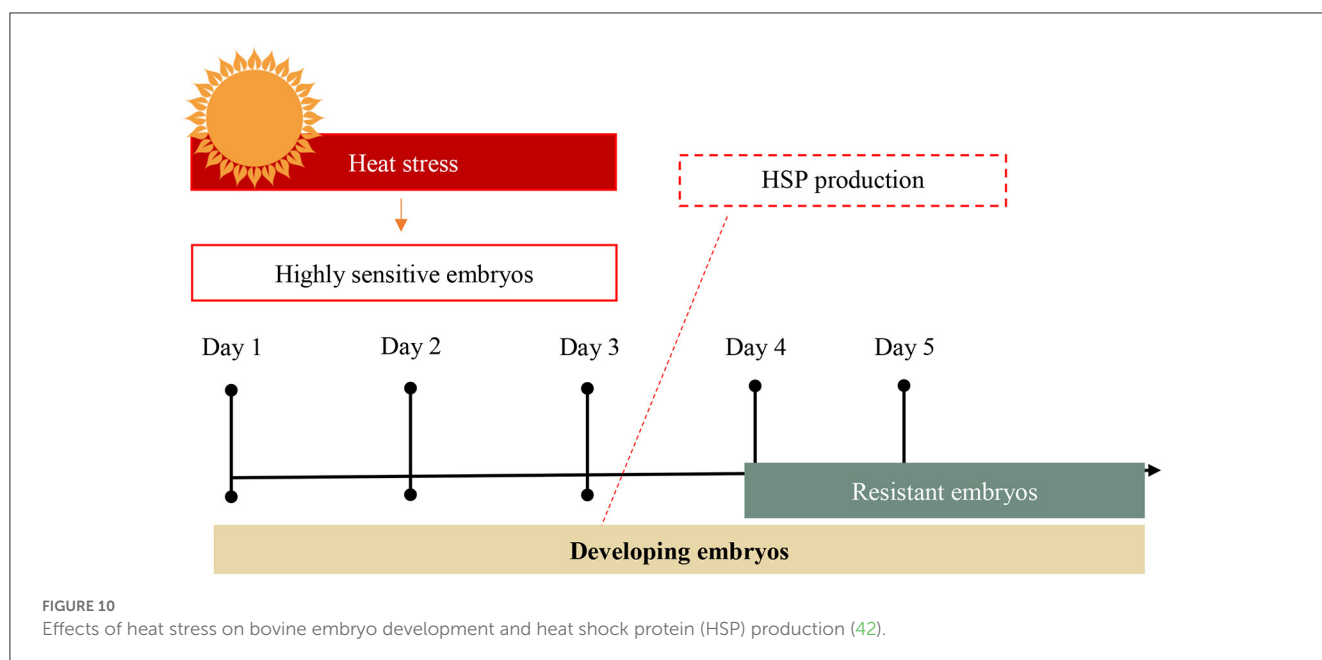 Heat stress
HSP production
Highly sensitive embryos
Day 1 Day 2 Day 3 Day 4 Day 5
Resistant embryos
Developing embryos
FIGURE 10
Effects of heat stress on bovine embryo development and heat shock protein (HSP) production (42).